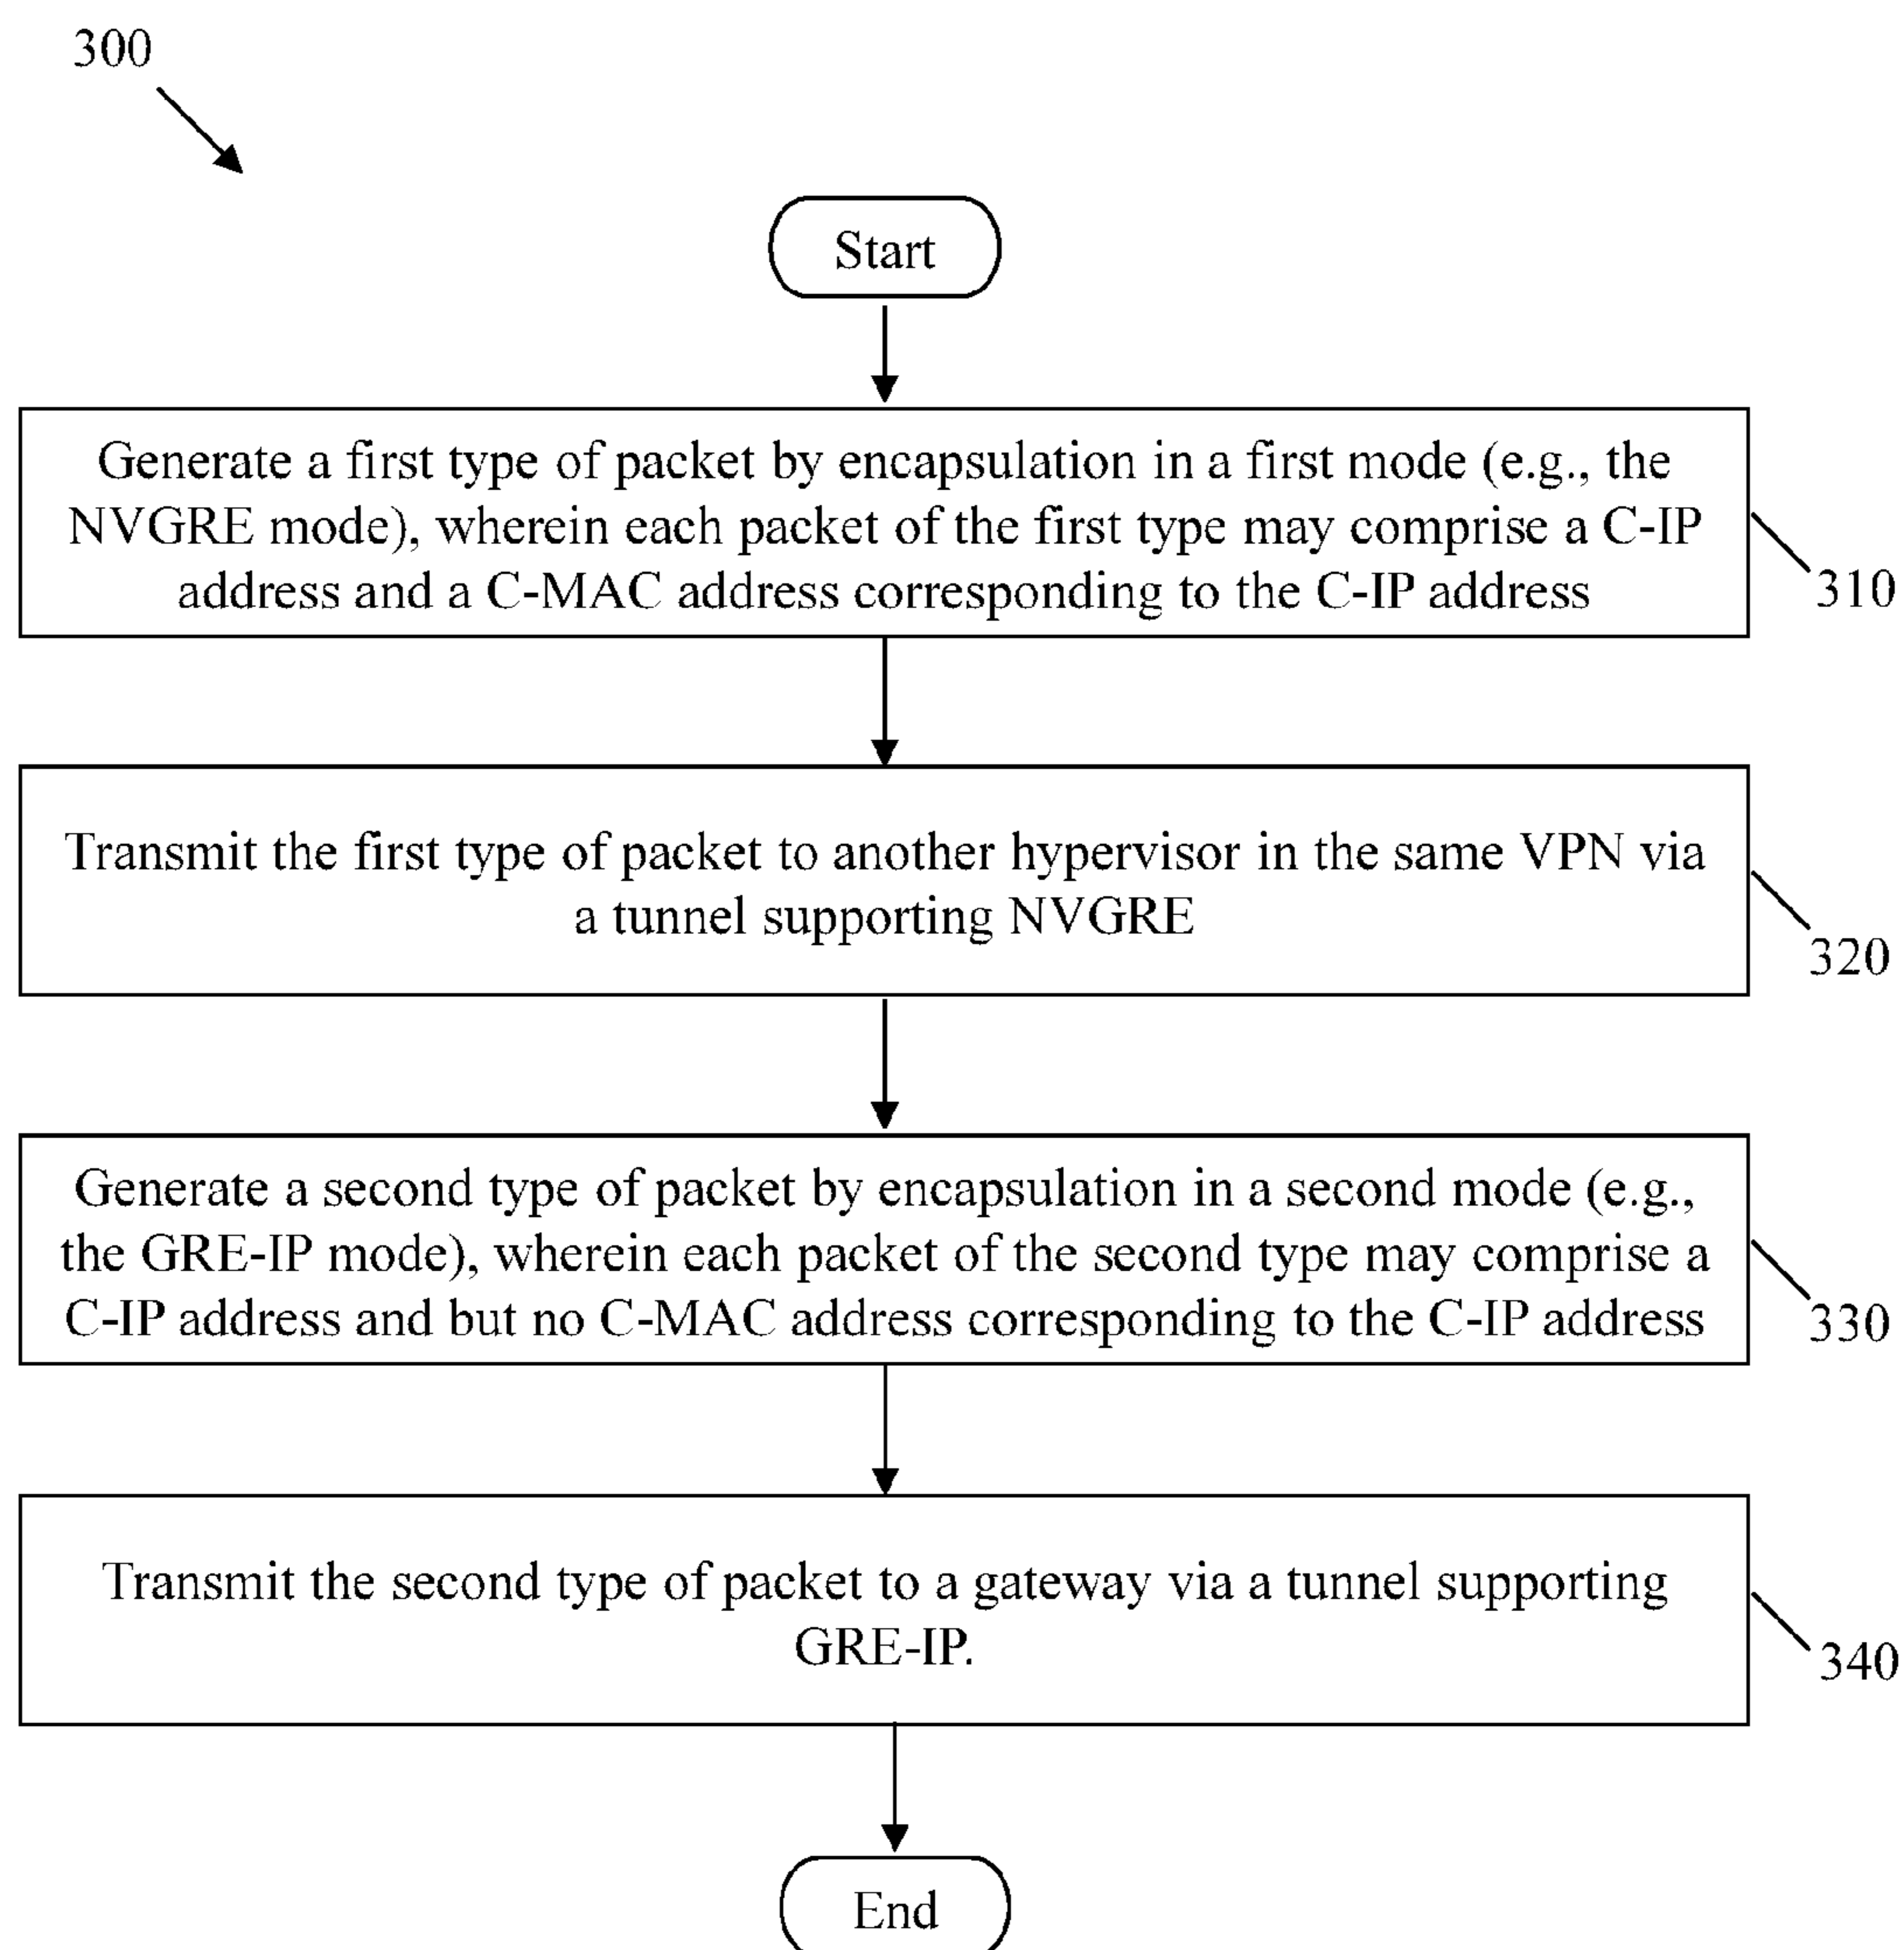 300
Start
Generate a first type of packet by encapsulation in a first mode (e.g., the
NVGRE mode), wherein each packet of the first type may comprise a C-IP
address and a C-MAC address corresponding to the C-IP address
310
Transmit the first type of packet to another hypervisor in the same VPN via
a tunnel supporting NVGRE
320
Generate a second type of packet by encapsulation in a second mode (e.g.,
the GRE-IP mode), wherein each packet of the second type may comprise a
C-IP address and but no C-MAC address corresponding to the C-IP address
330
Transmit the second type of packet to a gateway via a tunnel supporting
GRE-IP.
340
End